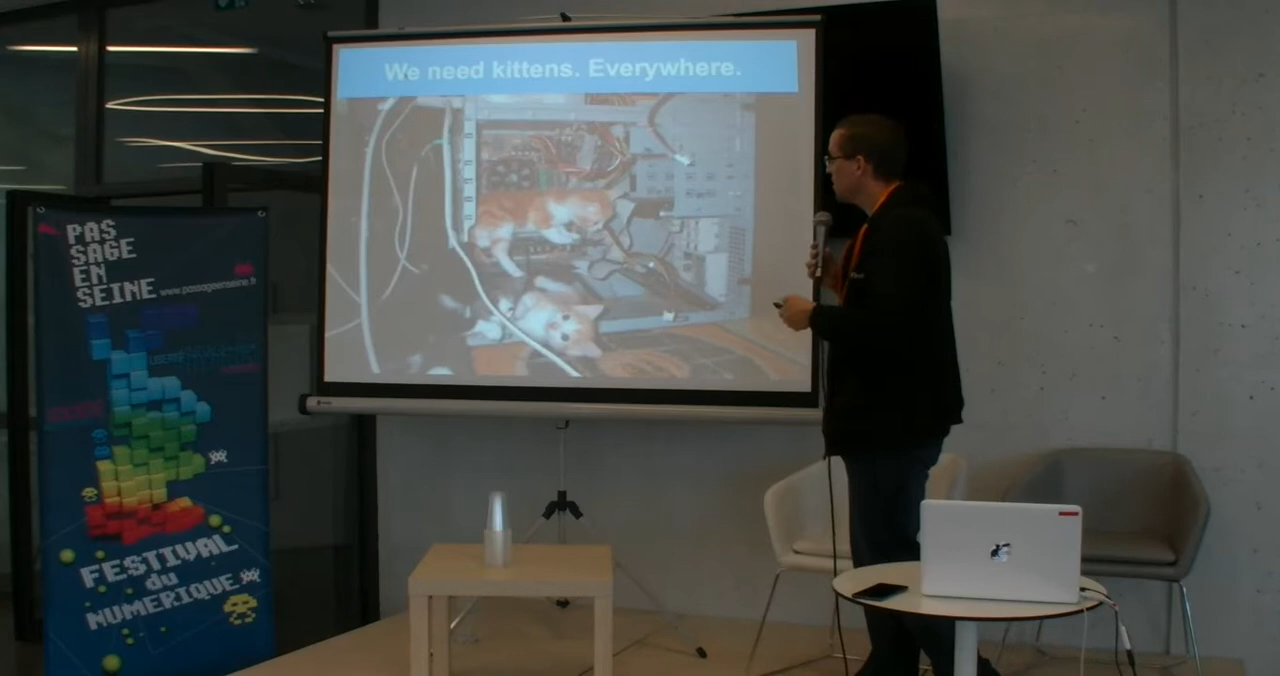 We need kittens. Everywhere.
PAS
SAGE
EN
SEINE www.passageenseine.fr
FESTIVAL
du
NUMERIQUE